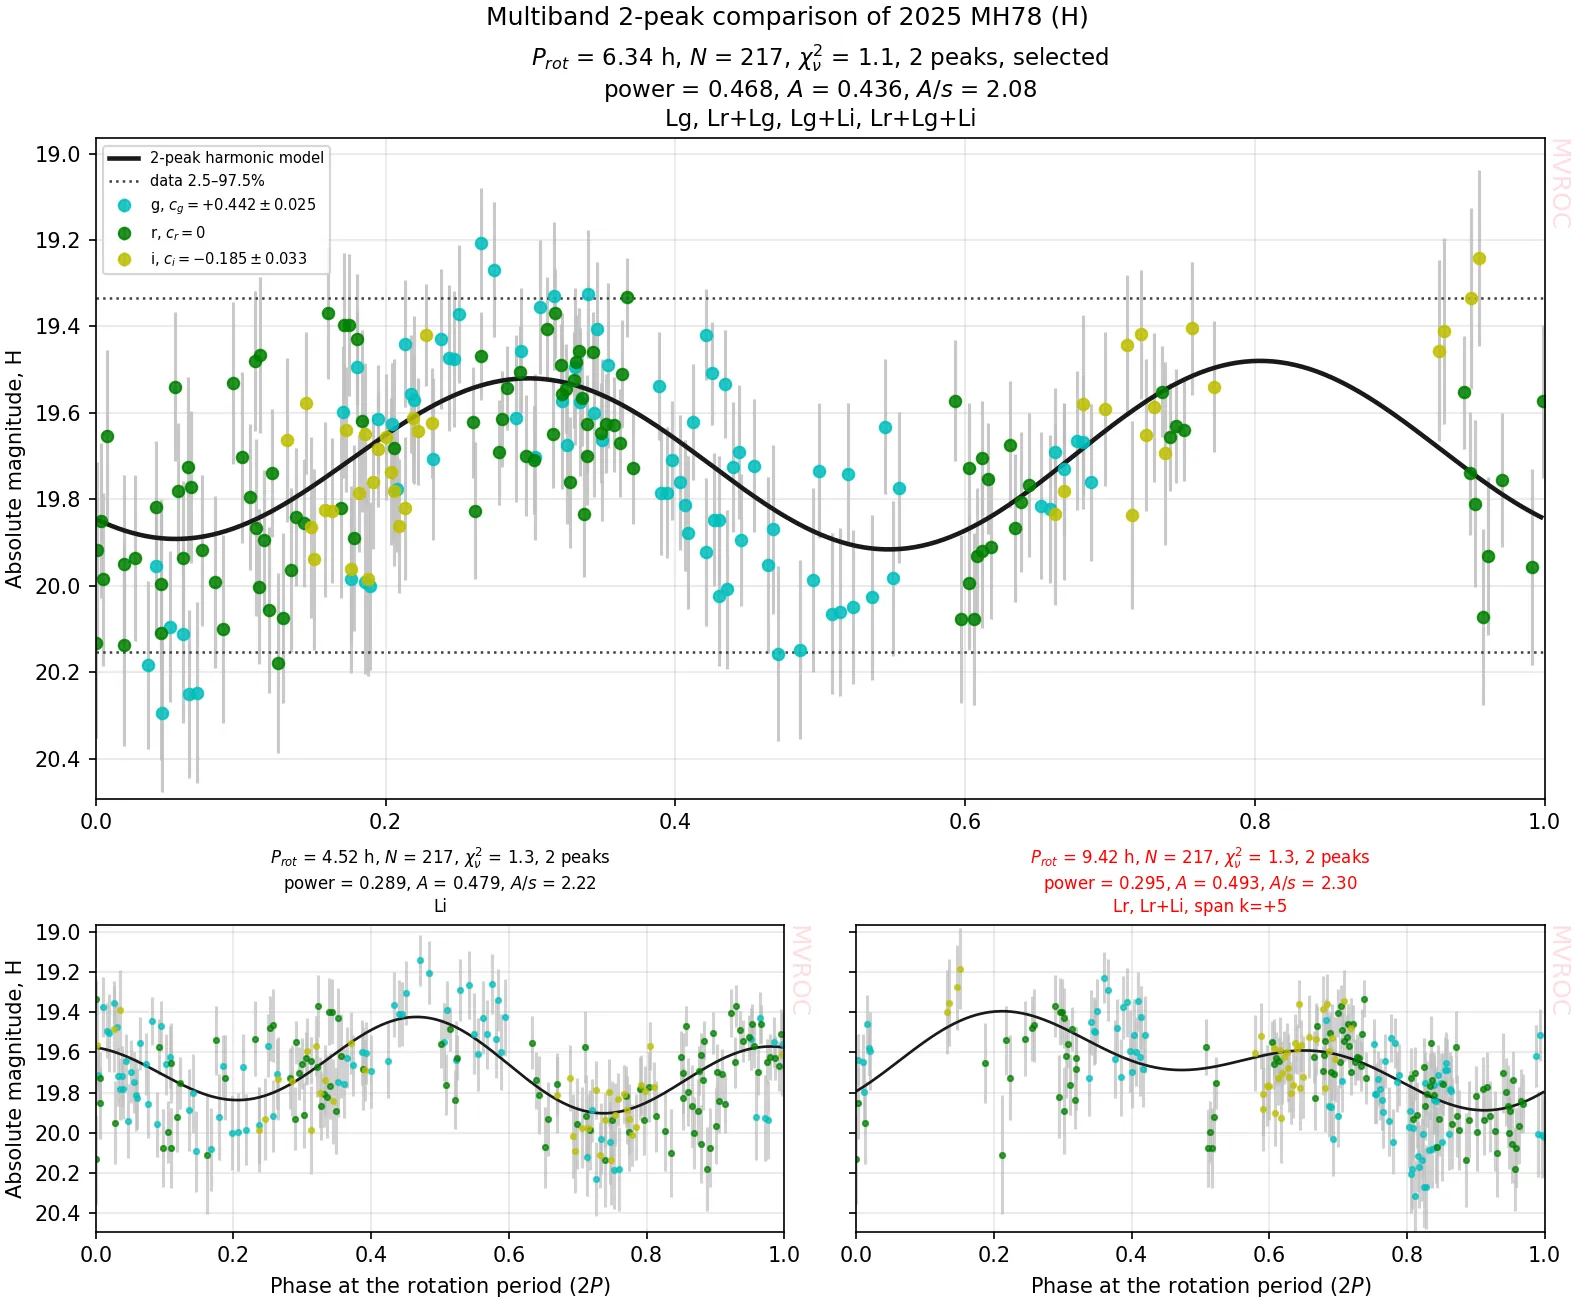 Multiband 2-peak comparison of 2025 MH78 (H)
P_rot = 6.34 h, N = 217, χ²_ν = 1.1, 2 peaks, selected
power = 0.468, A = 0.436, A/s = 2.08
Lg, Lr+Lg, Lg+Li, Lr+Lg+Li
2-peak harmonic model
data 2.5–97.5%
g, c_g = +0.442 ± 0.025
r, c_r = 0
i, c_i = −0.185 ± 0.033
MVROC
Absolute magnitude, H
19.0
19.2
19.4
19.6
19.8
20.0
20.2
20.4
0.0 0.2 0.4 0.6 0.8 1.0
P_rot = 4.52 h, N = 217, χ²_ν = 1.3, 2 peaks
power = 0.289, A = 0.479, A/s = 2.22
Li
MVROC
Absolute magnitude, H
19.0
19.2
19.4
19.6
19.8
20.0
20.2
20.4
0.0 0.2 0.4 0.6 0.8 1.0
Phase at the rotation period (2P)
P_rot = 9.42 h, N = 217, χ²_ν = 1.3, 2 peaks
power = 0.295, A = 0.493, A/s = 2.30
Lr, Lr+Li, span k=+5
MVROC
0.0 0.2 0.4 0.6 0.8 1.0
Phase at the rotation period (2P)